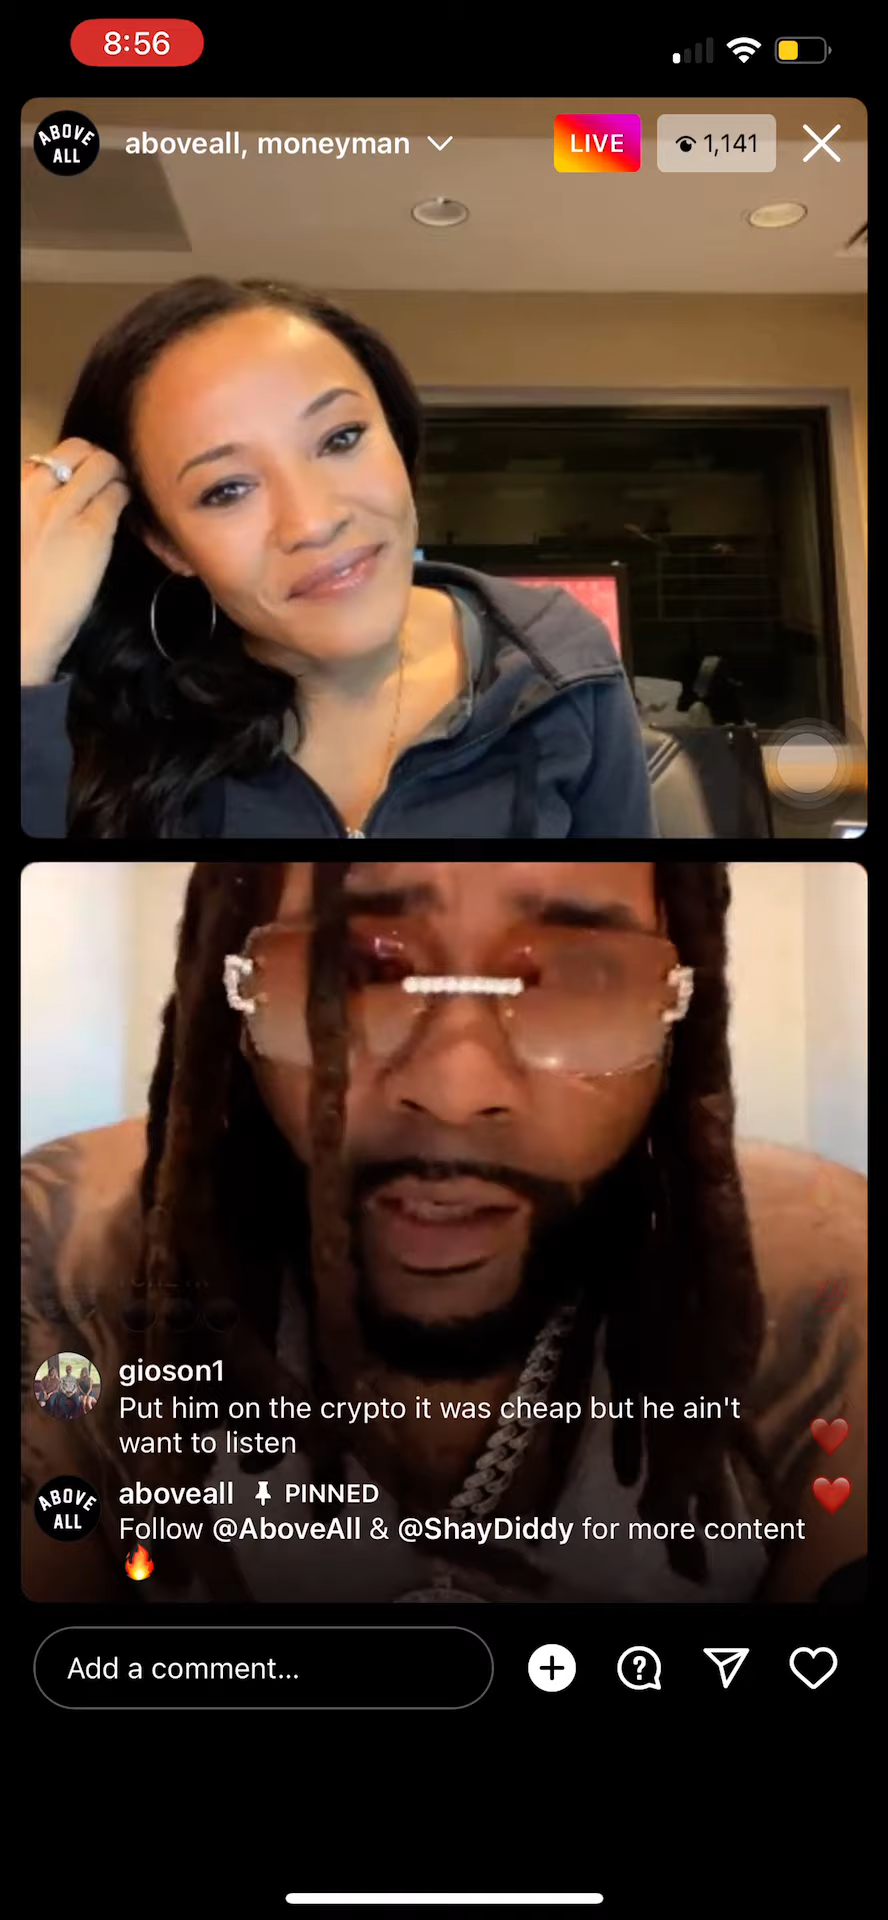 8:56
ABOVE
ALL
aboveall, moneyman
LIVE
1,141
gioson1
Put him on the crypto it was cheap but he ain't
want to listen
ABOVE
ALL
aboveall PINNED
Follow @AboveAll & @ShayDiddy for more content
🔥
Add a comment...